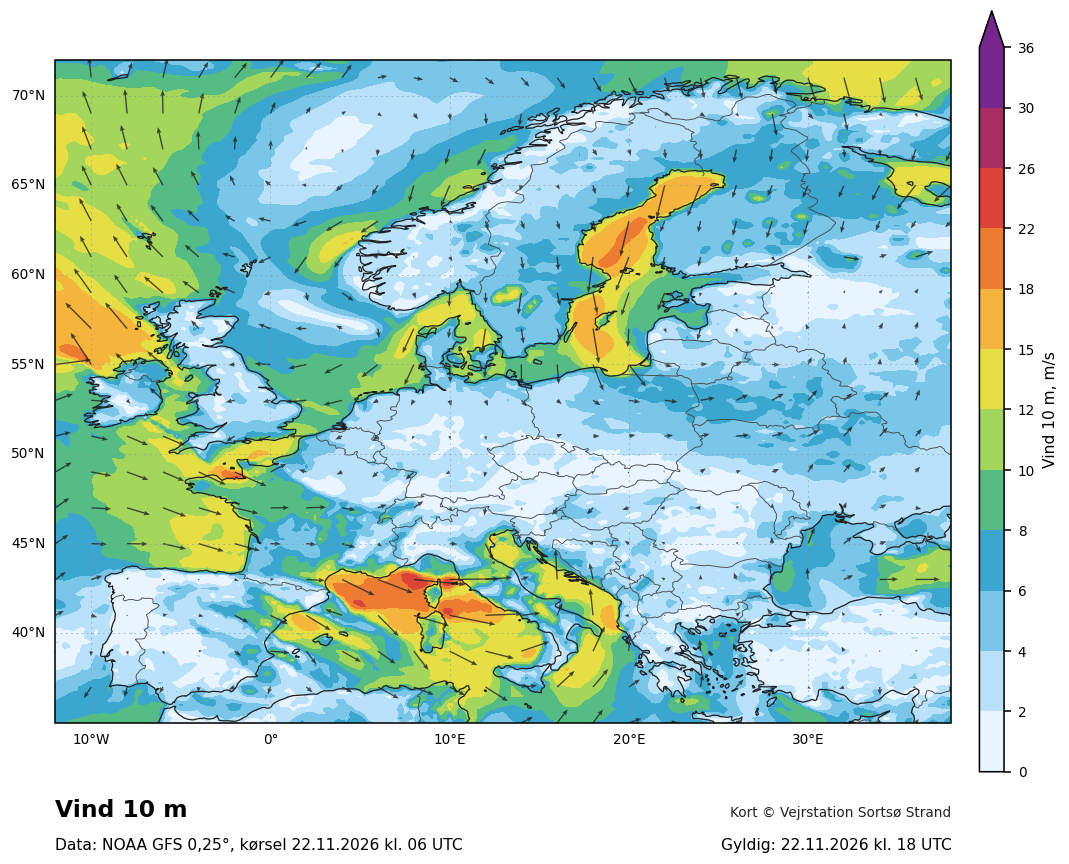 70°N
65°N
60°N
55°N
50°N
45°N
40°N
10°W
0°
10°E
20°E
30°E
36
30
26
22
18
15
12
10
8
6
4
2
0
Vind 10 m, m/s
Vind 10 m
Kort © Vejrstation Sortsø Strand
Data: NOAA GFS 0,25°, kørsel 22.11.2026 kl. 06 UTC
Gyldig: 22.11.2026 kl. 18 UTC